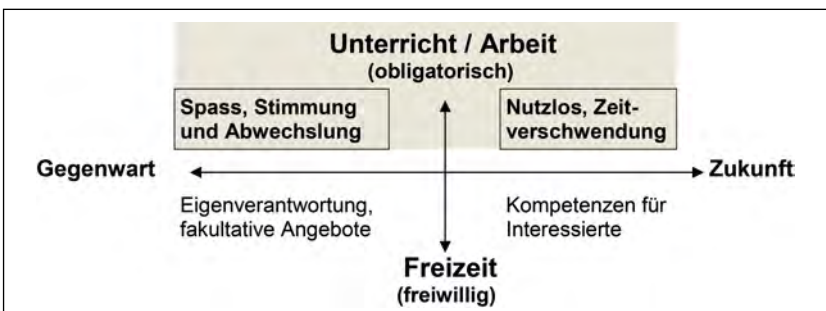 Unterricht / Arbeit
(obligatorisch)
Spass, Stimmung
und Abwechslung
Nutzlos, Zeit-
verschwendung
Gegenwart
Zukunft
Eigenverantwortung,
fakultative Angebote
Kompetenzen für
Interessierte
Freizeit
(freiwillig)